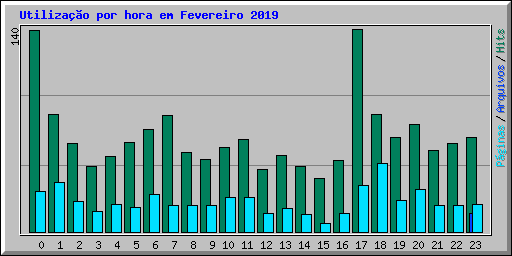 Utilização por hora em Fevereiro 2019
140
Páginas / Arquivos / Hits
0 1 2 3 4 5 6 7 8 9 10 11 12 13 14 15 16 17 18 19 20 21 22 23